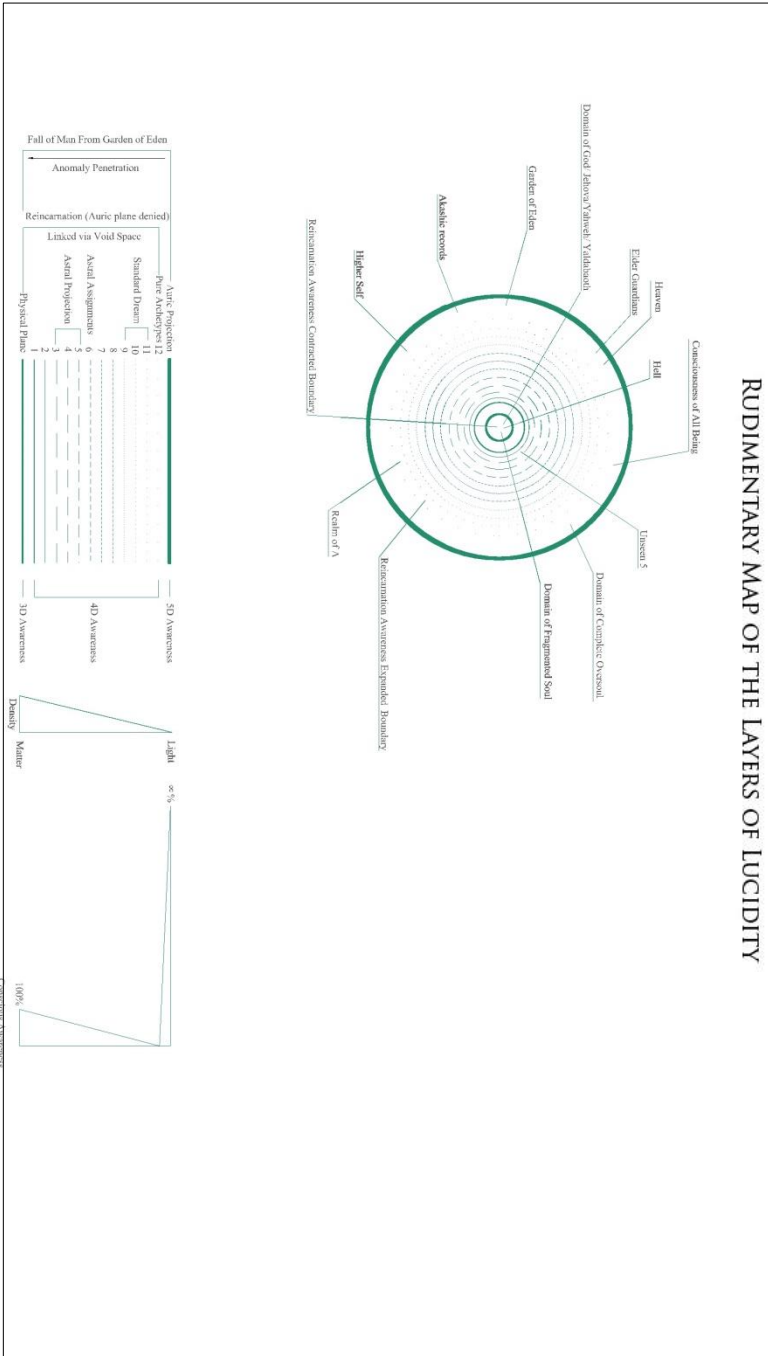 RUDIMENTARY MAP OF THE LAYERS OF LUCIDITY
Consciousness of All Being
Heaven
Elder Guardians
Hell
Unseen 5
Domain of God/ Jehova/Yahweh/ Yaldabaoth
Domain of Complete Oversoul
Garden of Eden
Domain of Fragmented Soul
Akashic records
Higher Self
Reincarnation Awareness Expanded Boundary
Realm of A
Reincarnation Awareness Contracted Boundary
Fall of Man From Garden of Eden
Anomaly Penetration
Reincarnation (Auric plane denied)
Linked via Void Space
Auric Projection
Pure Archetypes 12
11
Standard Dream 10
9
8
7
Astral Assignments 6
5
Astral Projection 4
3
2
1
Physical Plane
5D Awareness
4D Awareness
3D Awareness
Light
Density
Matter
∞ %
100%
Conscious Awareness